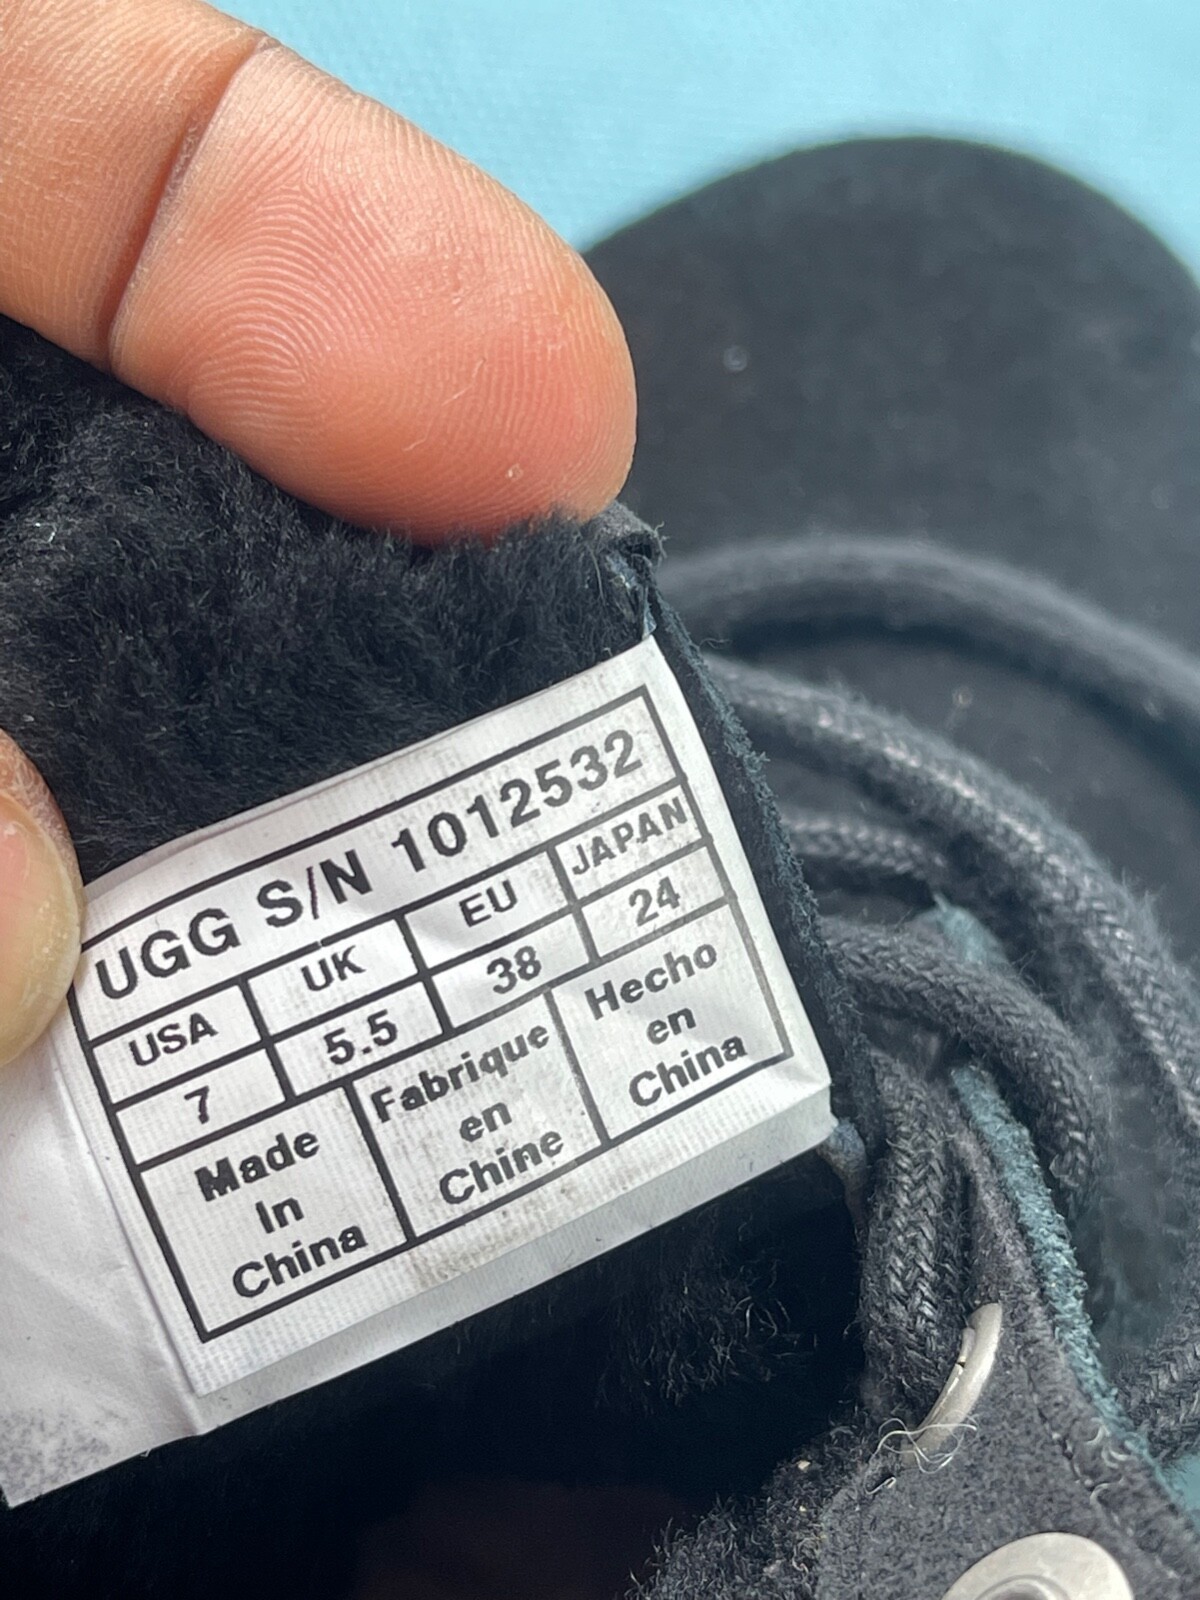 UGG S/N 1012532
USA UK EU JAPAN
7 5.5 38 24
Made
In
China
Fabrique
en
Chine
Hecho
en
China